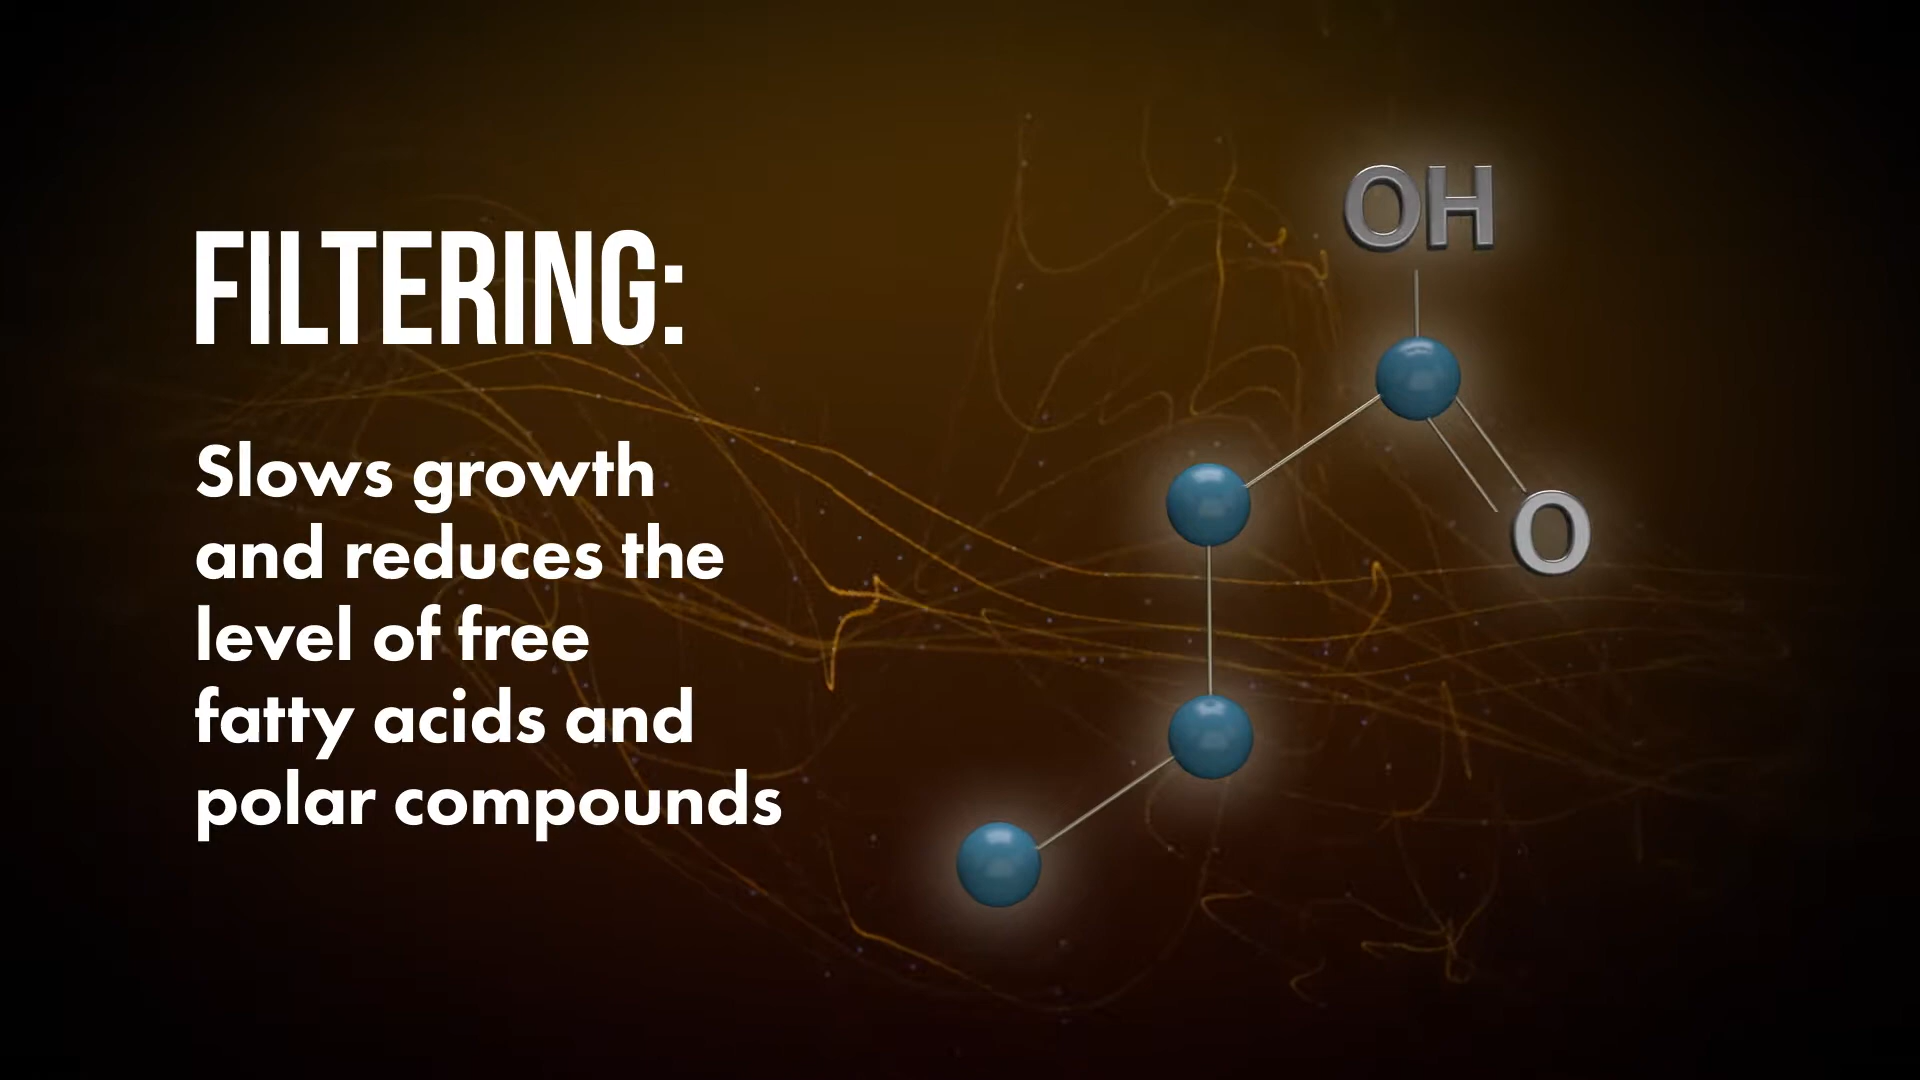 FILTERING:
Slows growth
and reduces the
level of free
fatty acids and
polar compounds
OH
O